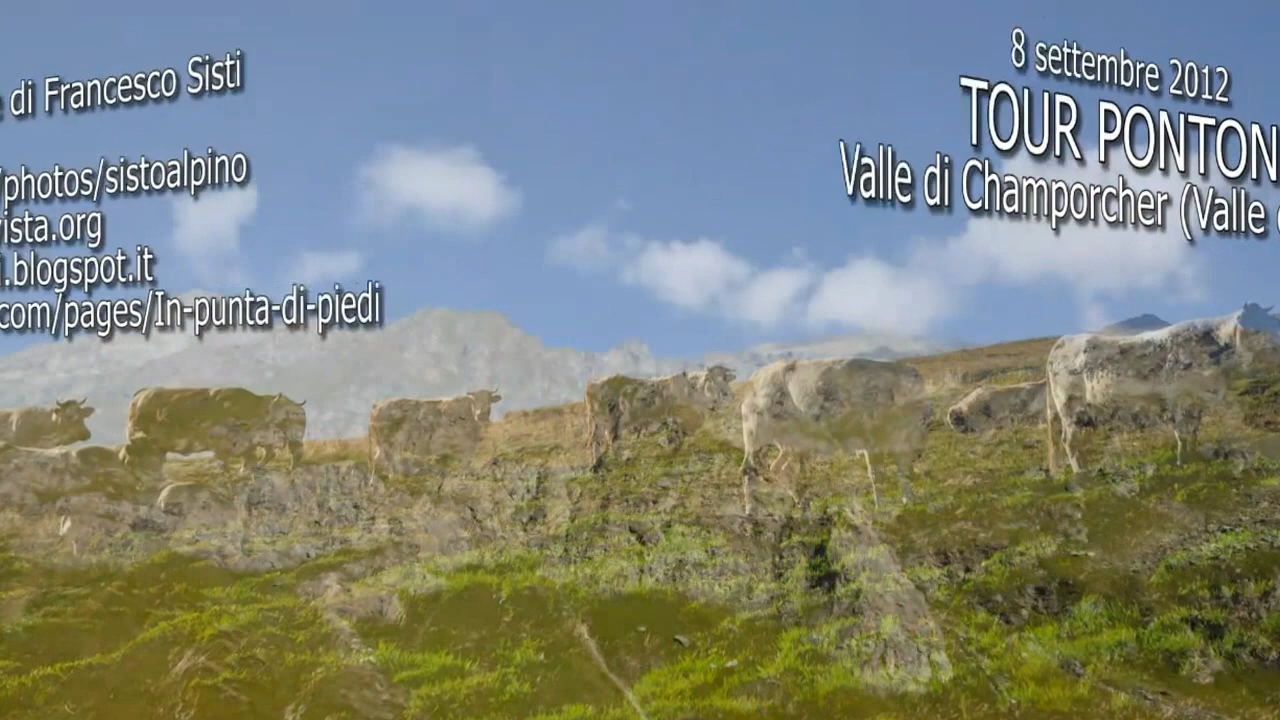 di Francesco Sisti
/photos/sistoalpino
vista.org
.blogspot.it
com/pages/In-punta-di-piedi
8 settembre 2012
TOUR PONTON
Valle di Champorcher (Valle